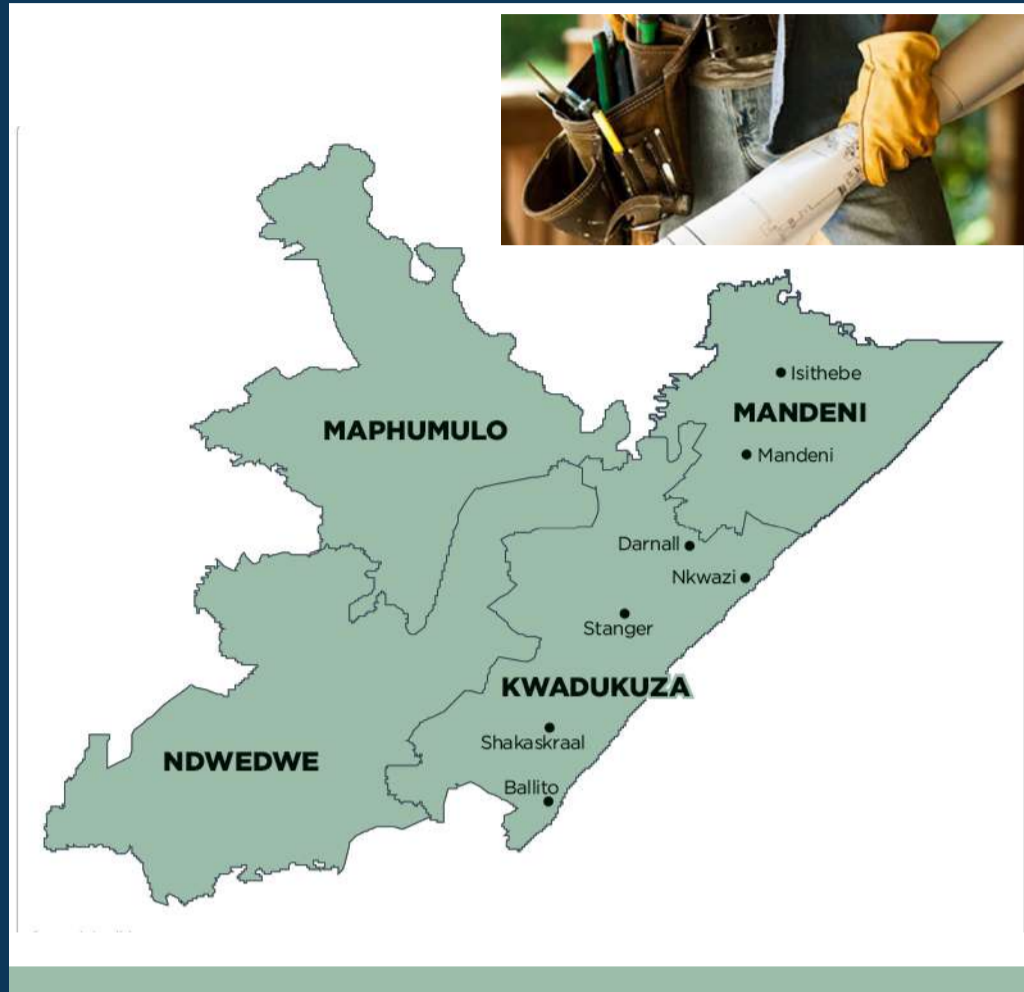 Isithebe
MANDENI
MAPHUMULO
Mandeni
Darnall
Nkwazi
Stanger
KWADUKUZA
Shakaskraal
NDWEDWE
Ballito